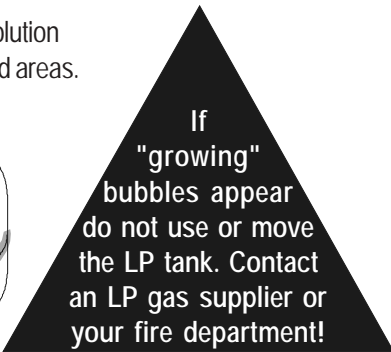 olution
d areas.
If
"growing"
bubbles appear
do not use or move
the LP tank. Contact
an LP gas supplier or
your fire department!